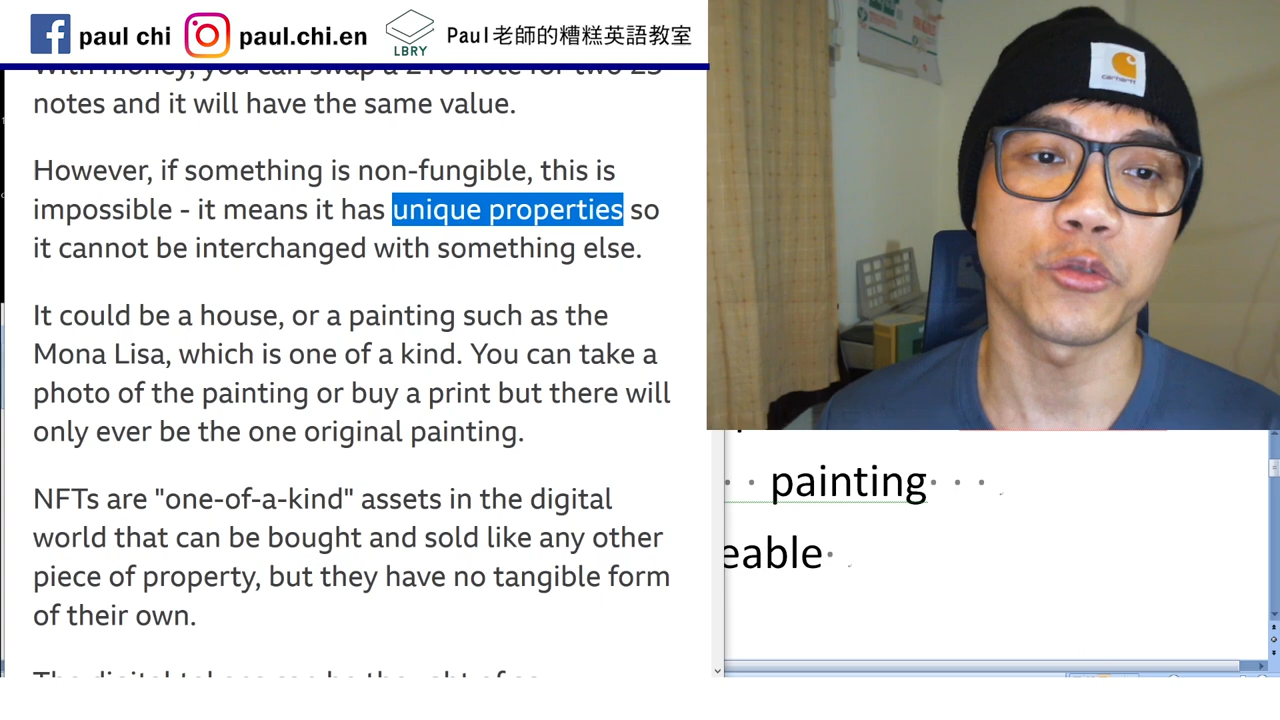 paul chi
paul.chi.en
LBRY
Paul老師的糟糕英語教室
notes and it will have the same value.
However, if something is non-fungible, this is
impossible - it means it has unique properties so
it cannot be interchanged with something else.
It could be a house, or a painting such as the
Mona Lisa, which is one of a kind. You can take a
photo of the painting or buy a print but there will
only ever be the one original painting.
NFTs are "one-of-a-kind" assets in the digital
world that can be bought and sold like any other
piece of property, but they have no tangible form
of their own.
carhartt
painting
eable